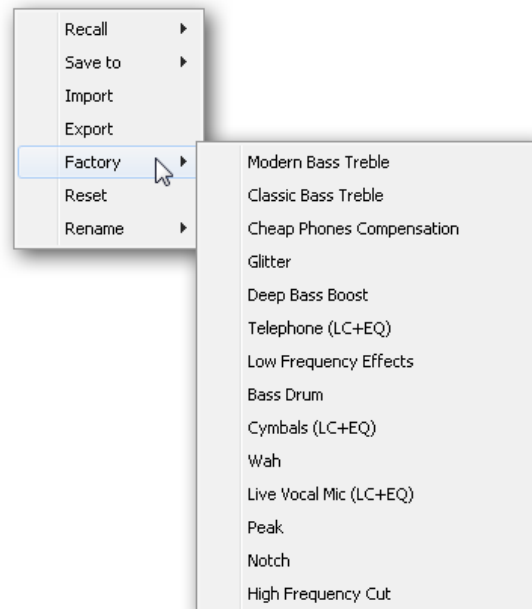 Recall
Save to
Import
Export
Factory
Reset
Rename
Modern Bass Treble
Classic Bass Treble
Cheap Phones Compensation
Glitter
Deep Bass Boost
Telephone (LC+EQ)
Low Frequency Effects
Bass Drum
Cymbals (LC+EQ)
Wah
Live Vocal Mic (LC+EQ)
Peak
Notch
High Frequency Cut